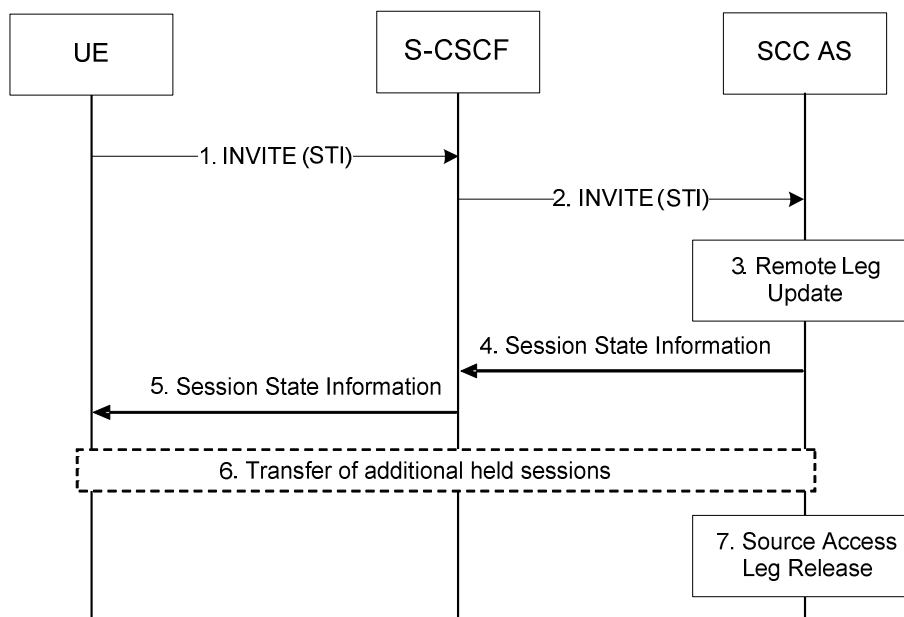 UE
S-CSCF
SCC AS
1. INVITE (STI)
2. INVITE (STI)
3. Remote Leg
Update
4. Session State Information
5. Session State Information
6. Transfer of additional held sessions
7. Source Access
Leg Release